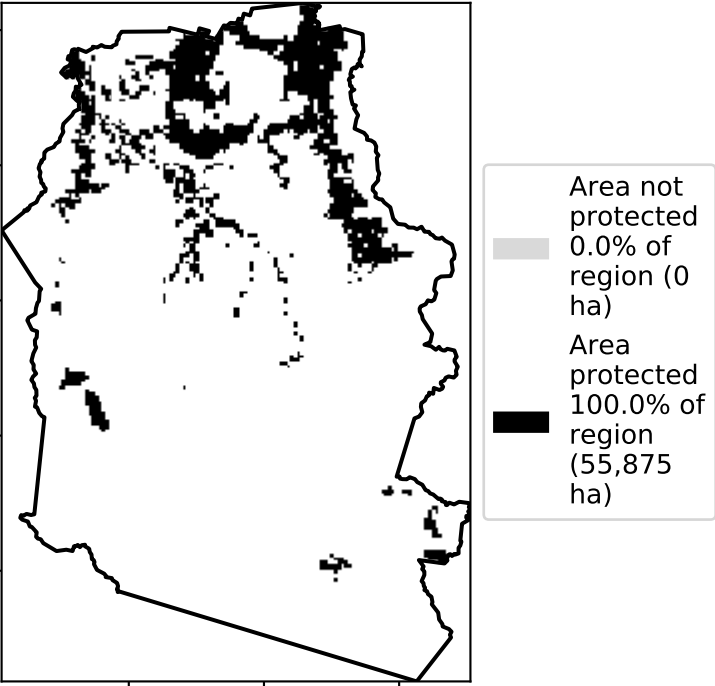 Area not
protected
0.0% of
region (0
ha)
Area
protected
100.0% of
region
(55,875
ha)